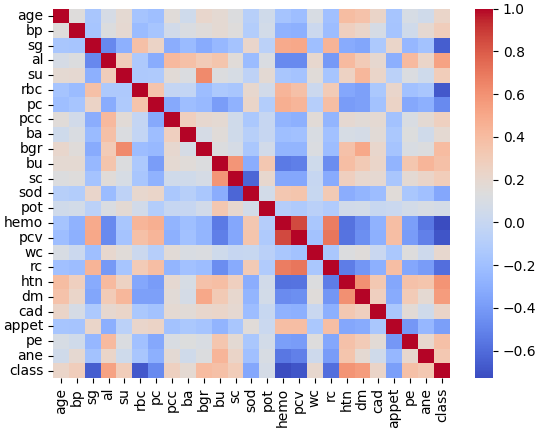 age
bp
sg
al
su
rbc
pc
pcc
ba
bgr
bu
sc
sod
pot
hemo
pcv
wc
rc
htn
dm
cad
appet
pe
ane
class
age
bp
sg
al
su
rbc
pc
pcc
ba
bgr
bu
sc
sod
pot
hemo
pcv
wc
rc
htn
dm
cad
appet
pe
ane
class
1.0
0.8
0.6
0.4
0.2
0.0
−0.2
−0.4
−0.6